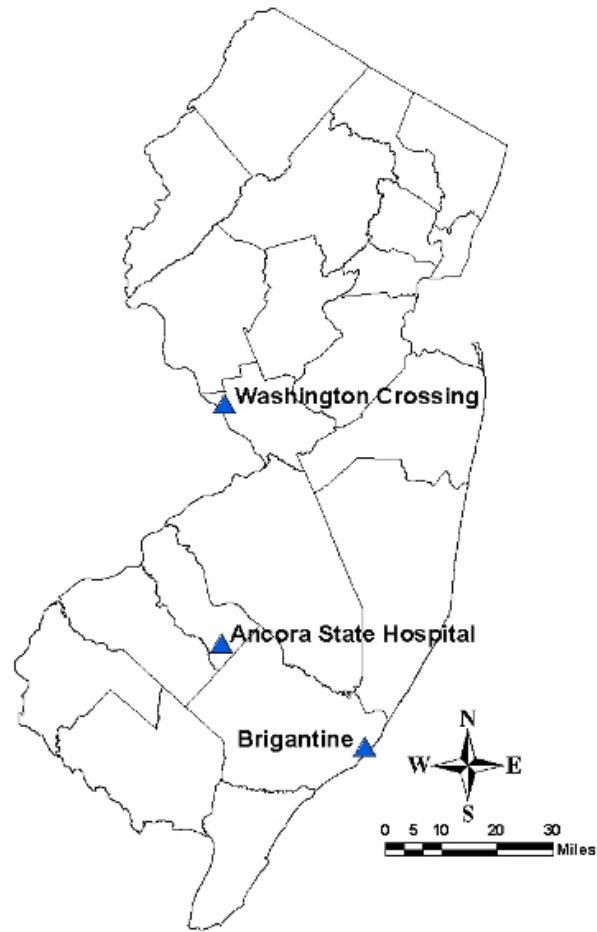 Washington Crossing
Ancora State Hospital
Brigantine
N
W E
S
0 5 10 20 30
Miles